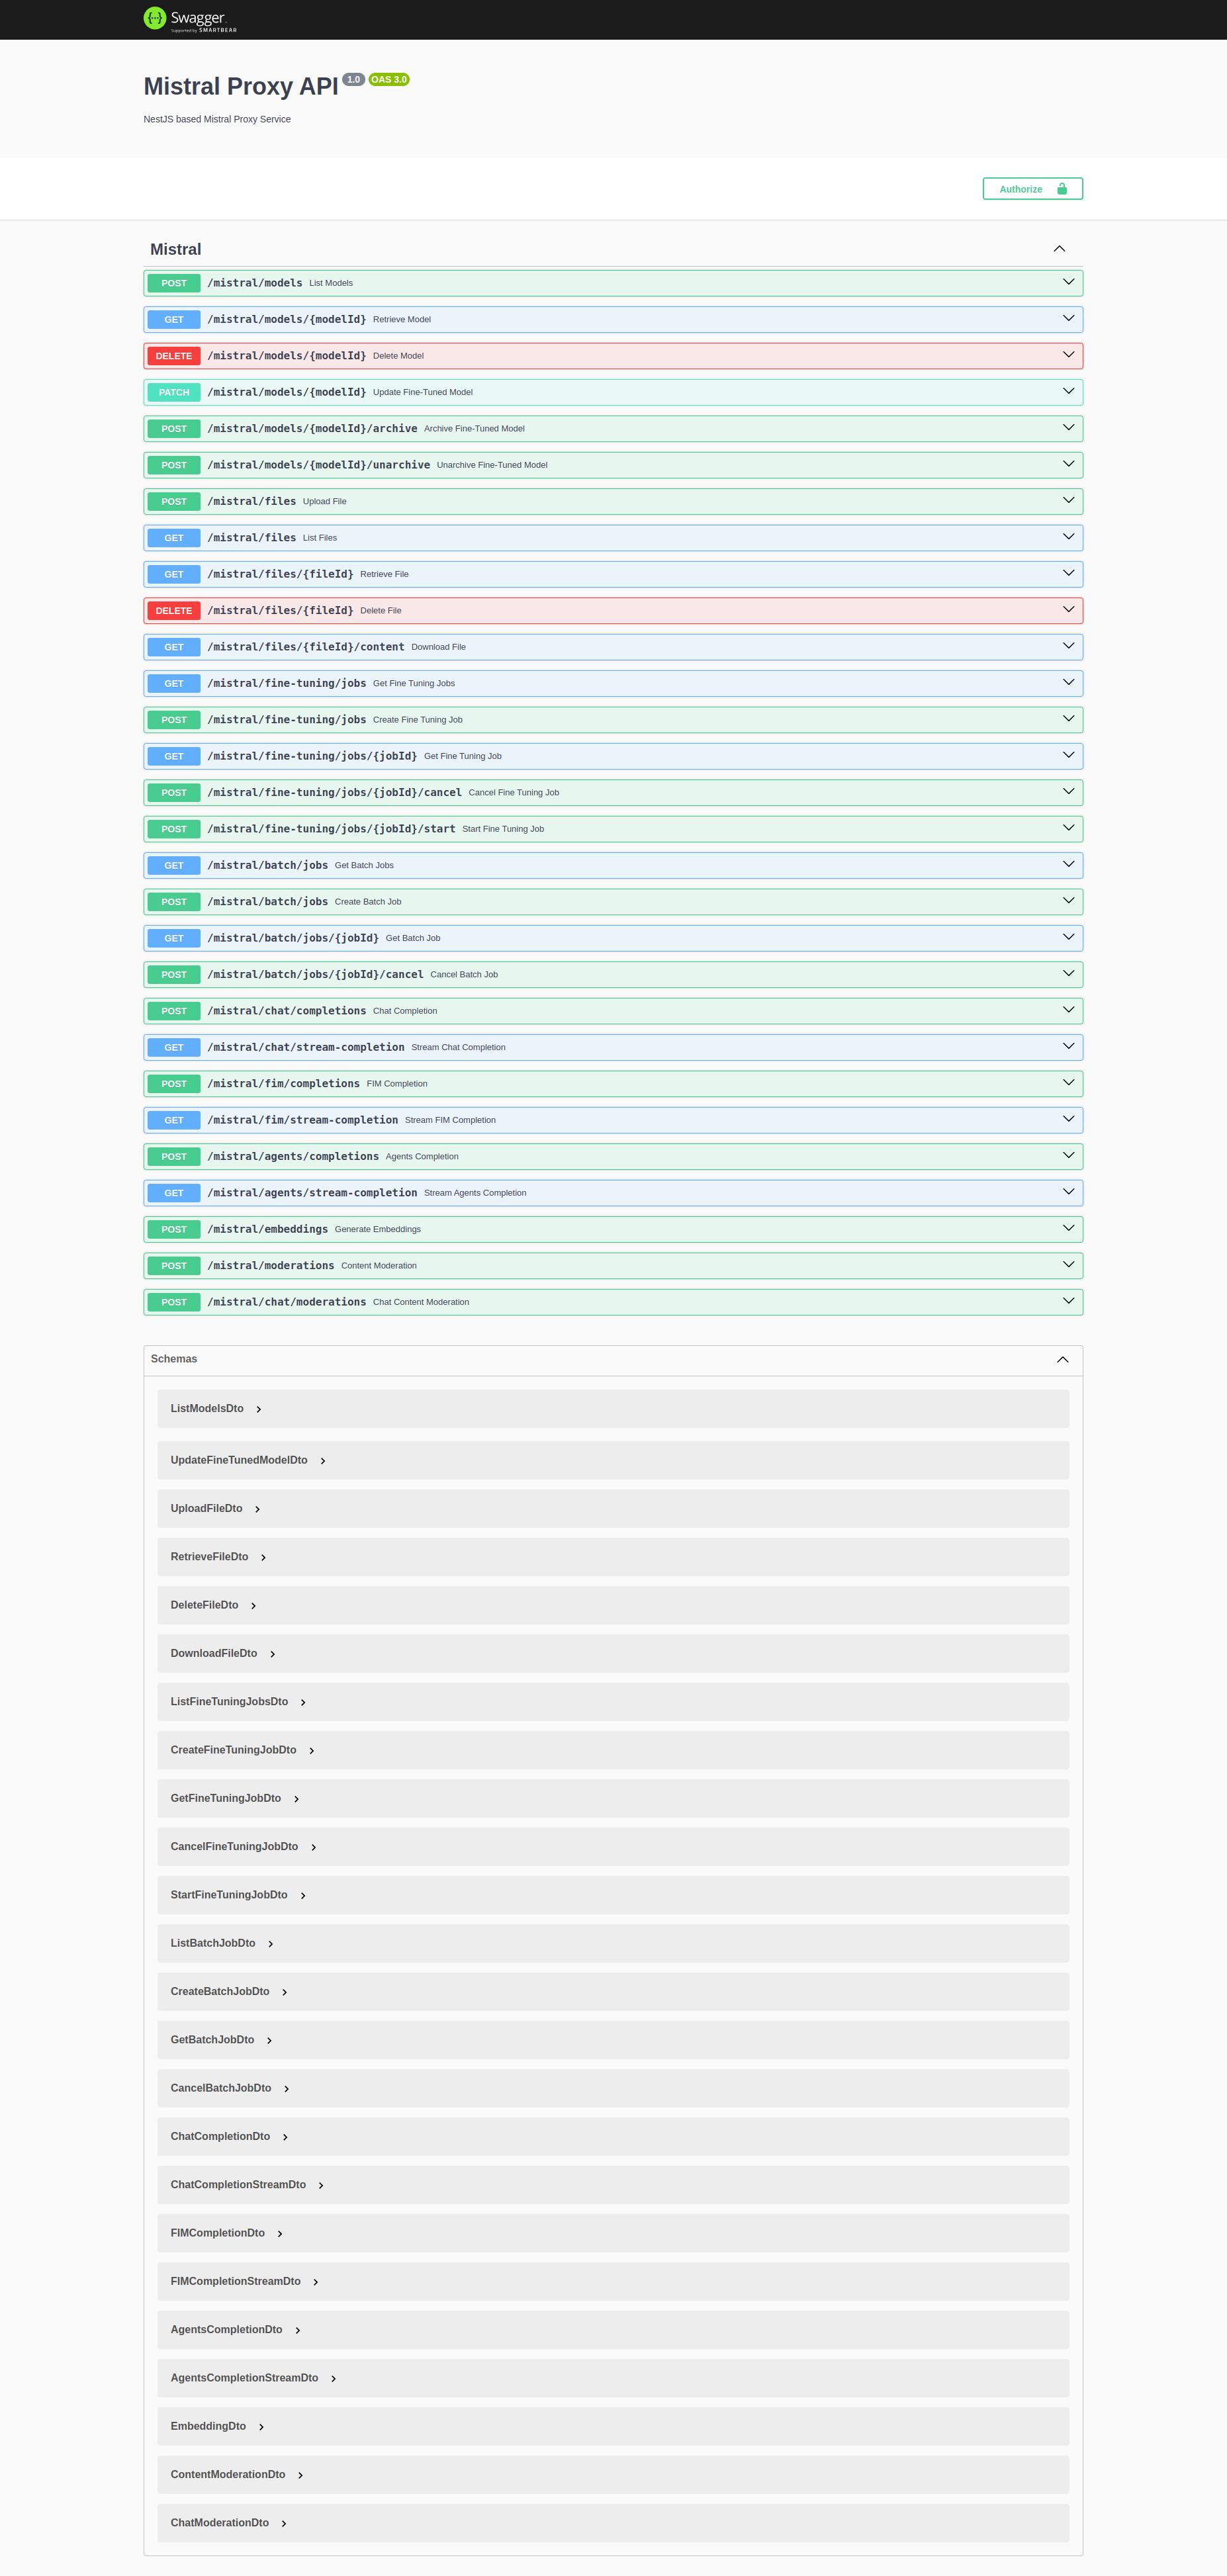 Swagger.
Supported by SMARTBEAR
Mistral Proxy API 1.0 OAS 3.0
NestJS based Mistral Proxy Service
Authorize
Mistral
POST /mistral/models List Models
GET /mistral/models/{modelId} Retrieve Model
DELETE /mistral/models/{modelId} Delete Model
PATCH /mistral/models/{modelId} Update Fine-Tuned Model
POST /mistral/models/{modelId}/archive Archive Fine-Tuned Model
POST /mistral/models/{modelId}/unarchive Unarchive Fine-Tuned Model
POST /mistral/files Upload File
GET /mistral/files List Files
GET /mistral/files/{fileId} Retrieve File
DELETE /mistral/files/{fileId} Delete File
GET /mistral/files/{fileId}/content Download File
GET /mistral/fine-tuning/jobs Get Fine Tuning Jobs
POST /mistral/fine-tuning/jobs Create Fine Tuning Job
GET /mistral/fine-tuning/jobs/{jobId} Get Fine Tuning Job
POST /mistral/fine-tuning/jobs/{jobId}/cancel Cancel Fine Tuning Job
POST /mistral/fine-tuning/jobs/{jobId}/start Start Fine Tuning Job
GET /mistral/batch/jobs Get Batch Jobs
POST /mistral/batch/jobs Create Batch Job
GET /mistral/batch/jobs/{jobId} Get Batch Job
POST /mistral/batch/jobs/{jobId}/cancel Cancel Batch Job
POST /mistral/chat/completions Chat Completion
GET /mistral/chat/stream-completion Stream Chat Completion
POST /mistral/fim/completions FIM Completion
GET /mistral/fim/stream-completion Stream FIM Completion
POST /mistral/agents/completions Agents Completion
GET /mistral/agents/stream-completion Stream Agents Completion
POST /mistral/embeddings Generate Embeddings
POST /mistral/moderations Content Moderation
POST /mistral/chat/moderations Chat Content Moderation
Schemas
ListModelsDto
UpdateFineTunedModelDto
UploadFileDto
RetrieveFileDto
DeleteFileDto
DownloadFileDto
ListFineTuningJobsDto
CreateFineTuningJobDto
GetFineTuningJobDto
CancelFineTuningJobDto
StartFineTuningJobDto
ListBatchJobDto
CreateBatchJobDto
GetBatchJobDto
CancelBatchJobDto
ChatCompletionDto
ChatCompletionStreamDto
FIMCompletionDto
FIMCompletionStreamDto
AgentsCompletionDto
AgentsCompletionStreamDto
EmbeddingDto
ContentModerationDto
ChatModerationDto